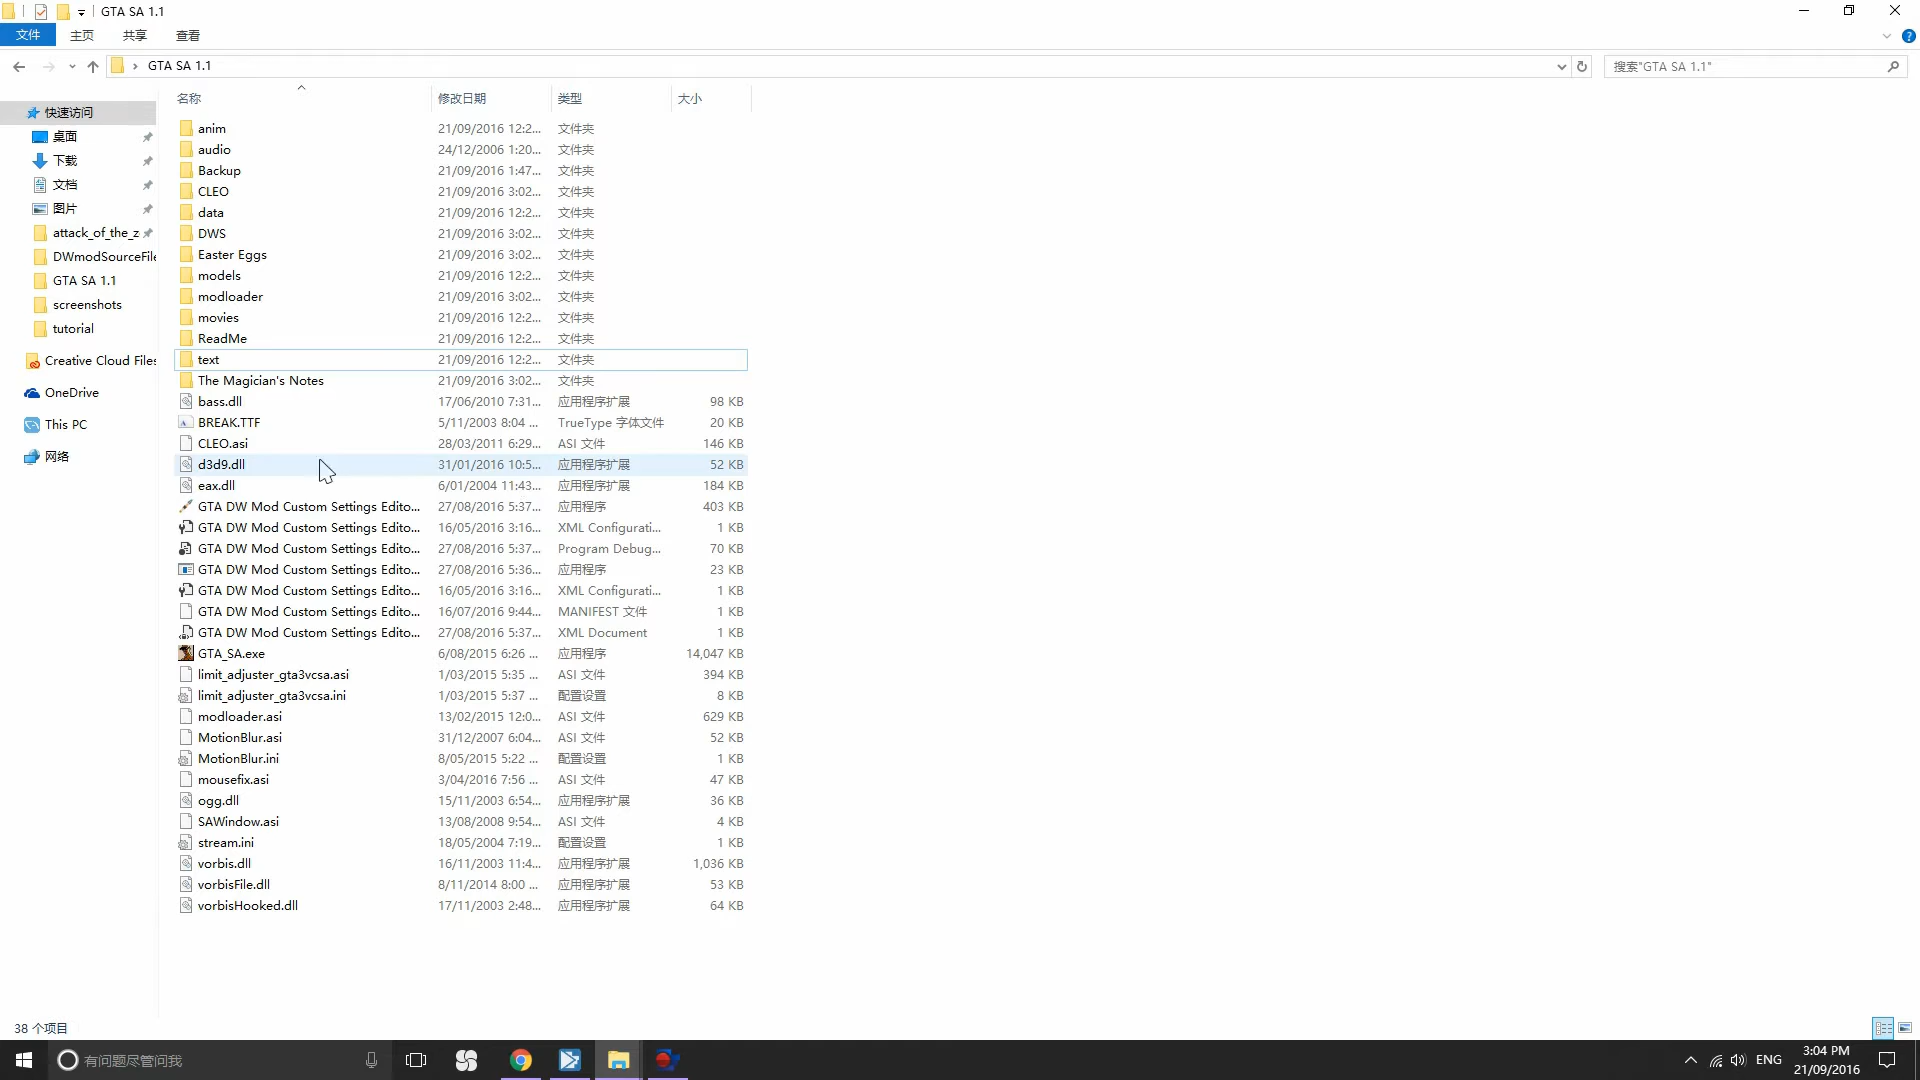 GTA SA 1.1
文件 主页 共享 查看
GTA SA 1.1 搜索"GTA SA 1.1"
名称 修改日期 类型 大小
快速访问
桌面
下载
文档
图片
attack_of_the_z
DWmodSourceFile
GTA SA 1.1
screenshots
tutorial
Creative Cloud Files
OneDrive
This PC
网络
anim 21/09/2016 12:2... 文件夹
audio 24/12/2006 1:20... 文件夹
Backup 21/09/2016 1:47... 文件夹
CLEO 21/09/2016 3:02... 文件夹
data 21/09/2016 12:2... 文件夹
DWS 21/09/2016 3:02... 文件夹
Easter Eggs 21/09/2016 3:02... 文件夹
models 21/09/2016 12:2... 文件夹
modloader 21/09/2016 3:02... 文件夹
movies 21/09/2016 12:2... 文件夹
ReadMe 21/09/2016 12:2... 文件夹
text 21/09/2016 12:2... 文件夹
The Magician's Notes 21/09/2016 3:02... 文件夹
bass.dll 17/06/2010 7:31... 应用程序扩展 98 KB
BREAK.TTF 5/11/2003 8:04 ... TrueType 字体文件 20 KB
CLEO.asi 28/03/2011 6:29... ASI 文件 146 KB
d3d9.dll 31/01/2016 10:5... 应用程序扩展 52 KB
eax.dll 6/01/2004 11:43... 应用程序扩展 184 KB
GTA DW Mod Custom Settings Edito... 27/08/2016 5:37... 应用程序 403 KB
GTA DW Mod Custom Settings Edito... 16/05/2016 3:16... XML Configurati... 1 KB
GTA DW Mod Custom Settings Edito... 27/08/2016 5:37... Program Debug... 70 KB
GTA DW Mod Custom Settings Edito... 27/08/2016 5:36... 应用程序 23 KB
GTA DW Mod Custom Settings Edito... 16/05/2016 3:16... XML Configurati... 1 KB
GTA DW Mod Custom Settings Edito... 16/07/2016 9:44... MANIFEST 文件 1 KB
GTA DW Mod Custom Settings Edito... 27/08/2016 5:37... XML Document 1 KB
GTA_SA.exe 6/08/2015 6:26 ... 应用程序 14,047 KB
limit_adjuster_gta3vcsa.asi 1/03/2015 5:35 ... ASI 文件 394 KB
limit_adjuster_gta3vcsa.ini 1/03/2015 5:37 ... 配置设置 8 KB
modloader.asi 13/02/2015 12:0... ASI 文件 629 KB
MotionBlur.asi 31/12/2007 6:04... ASI 文件 52 KB
MotionBlur.ini 8/05/2015 5:22 ... 配置设置 1 KB
mousefix.asi 3/04/2016 7:56 ... ASI 文件 47 KB
ogg.dll 15/11/2003 6:54... 应用程序扩展 36 KB
SAWindow.asi 13/08/2008 9:54... ASI 文件 4 KB
stream.ini 18/05/2004 7:19... 配置设置 1 KB
vorbis.dll 16/11/2003 11:4... 应用程序扩展 1,036 KB
vorbisFile.dll 8/11/2014 8:00 ... 应用程序扩展 53 KB
vorbisHooked.dll 17/11/2003 2:48... 应用程序扩展 64 KB
38 个项目
有问题尽管问我
ENG
3:04 PM
21/09/2016